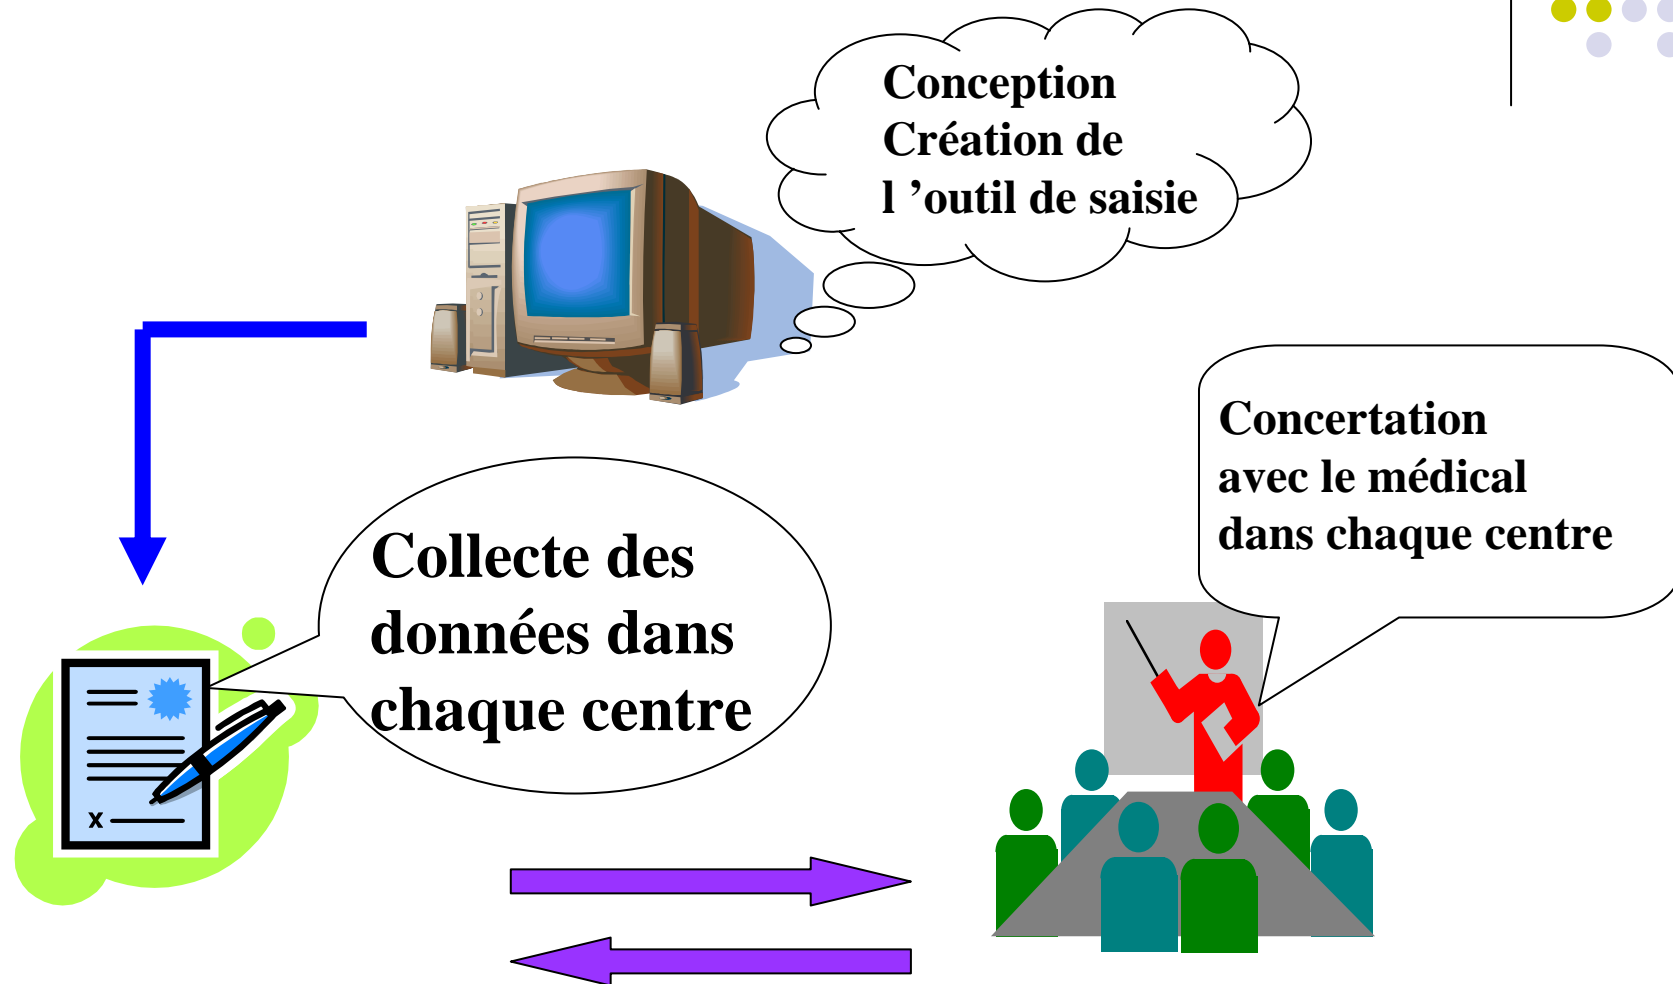 Conception
Création de
l ’outil de saisie
Concertation
avec le médical
dans chaque centre
Collecte des
données dans
chaque centre
x